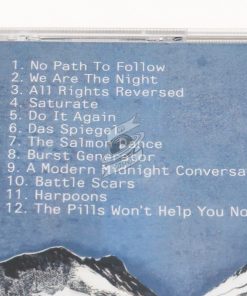 1. No Path To Follow
2. We Are The Night
3. All Rights Reversed
4. Saturate
5. Do It Again
6. Das Spiegel
7. The Salmon Dance
8. Burst Generator
9. A Modern Midnight Conversa
10. Battle Scars
11. Harpoons
12. The Pills Won't Help You No